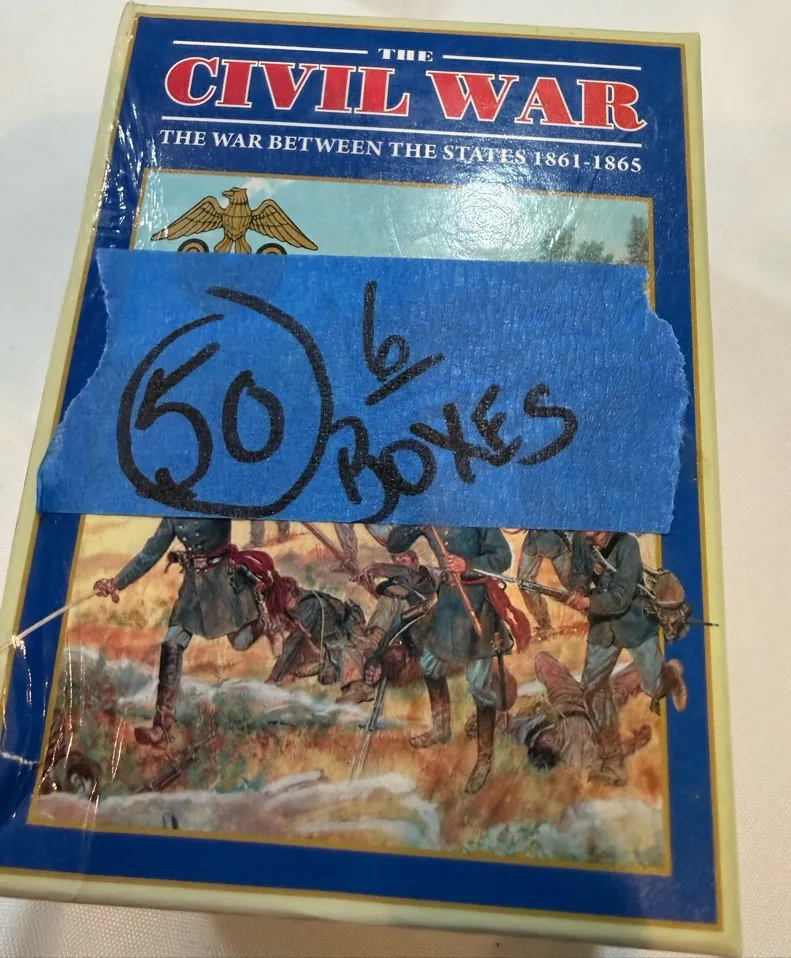 THE
CIVIL WAR
THE WAR BETWEEN THE STATES 1861-1865
50 6
BOXES